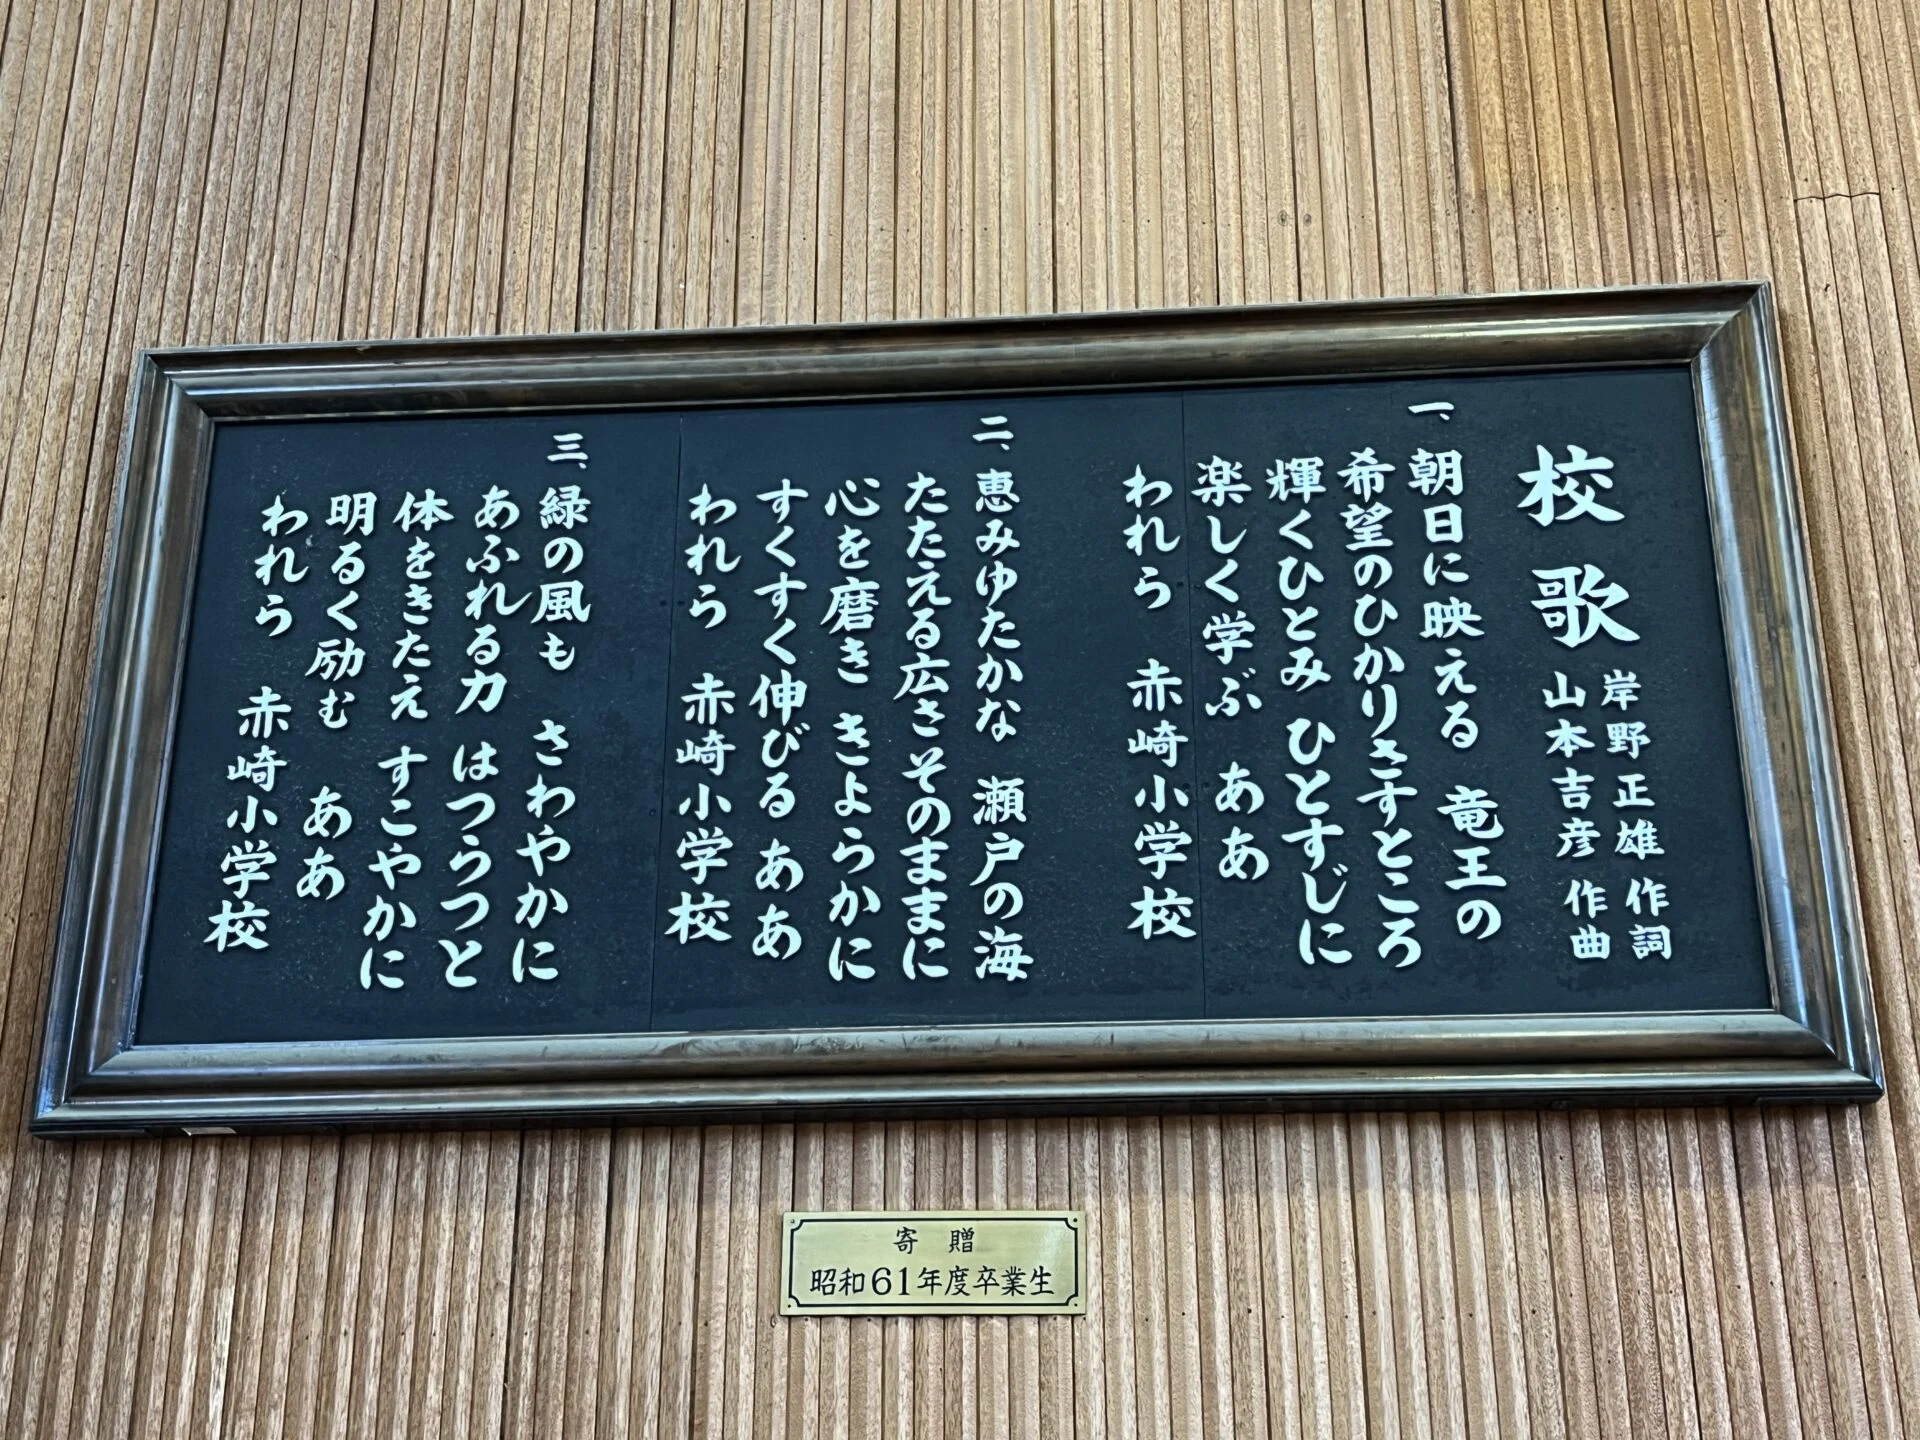 校歌
岸野正雄 作詞
山本吉彦 作曲
一、朝日に映える 竜王の
希望のひかりさすところ
輝くひとみ ひとすじに
楽しく学ぶ ああ
われら 赤崎小学校
二、恵みゆたかな 瀬戸の海
たたえる広さそのままに
心を磨き きよらかに
すくすく伸びる ああ
われら 赤崎小学校
三、緑の風も さわやかに
あふれる力 はつらつと
体をきたえ すこやかに
明るく励む ああ
われら 赤崎小学校
寄贈
昭和61年度卒業生